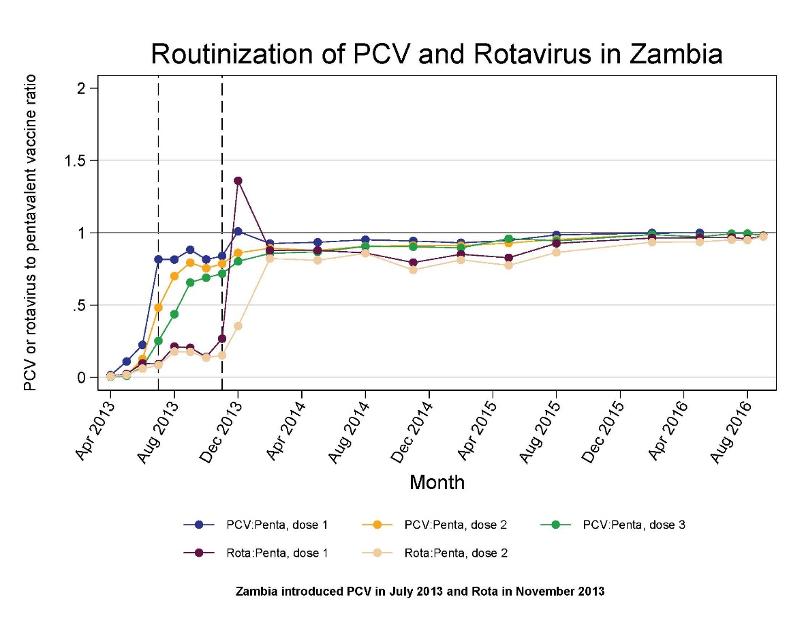 Routinization of PCV and Rotavirus in Zambia
PCV or rotavirus to pentavalent vaccine ratio
2
1.5
1
.5
0
Apr 2013
Aug 2013
Dec 2013
Apr 2014
Aug 2014
Dec 2014
Apr 2015
Aug 2015
Dec 2015
Apr 2016
Aug 2016
Month
PCV:Penta, dose 1
PCV:Penta, dose 2
PCV:Penta, dose 3
Rota:Penta, dose 1
Rota:Penta, dose 2
Zambia introduced PCV in July 2013 and Rota in November 2013